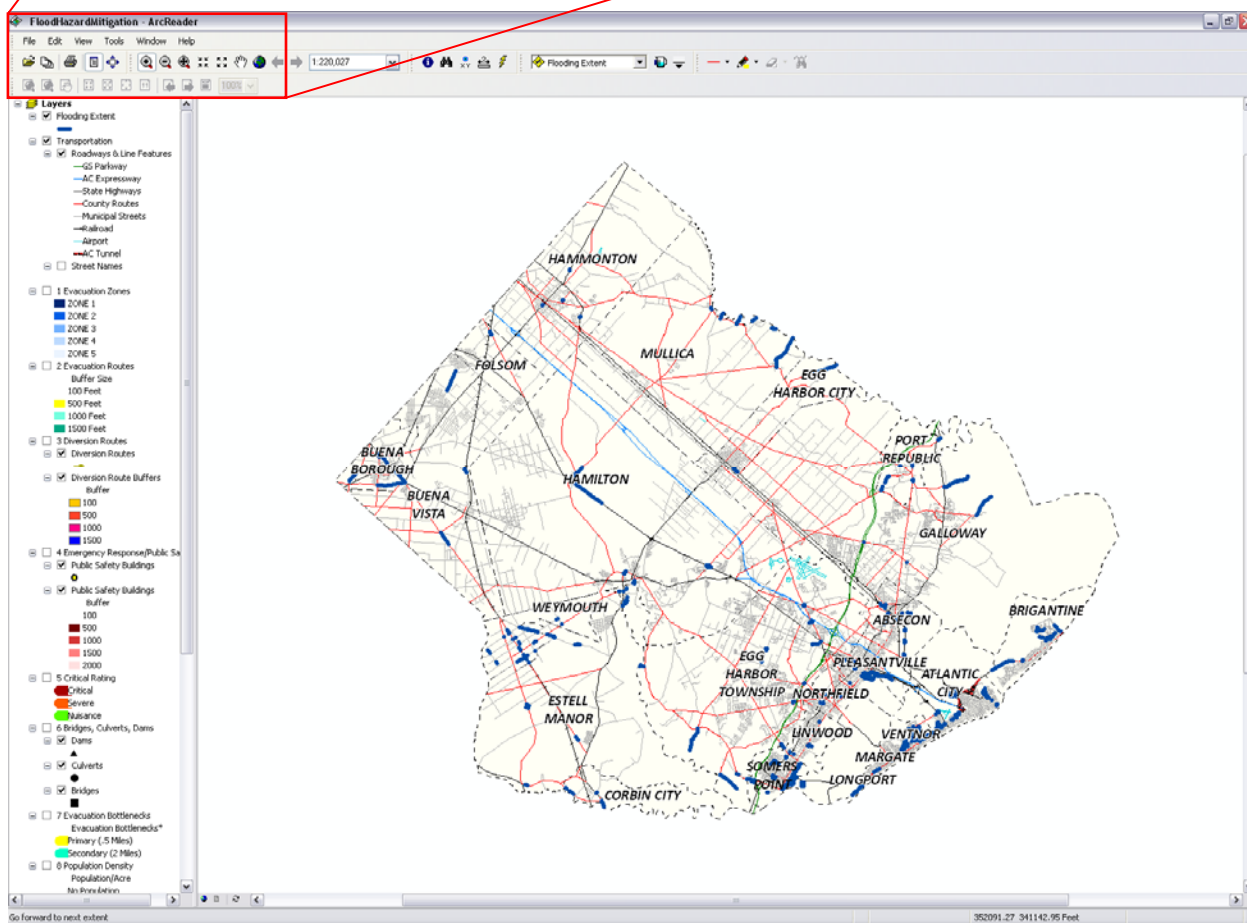 FloodHazardMitigation - ArcReader
File Edit View Tools Window Help
1:220,027
Flooding Extent
100%
Layers
Flooding Extent
Transportation
Roadways & Line Features
GS Parkway
AC Expressway
State Highways
County Routes
Municipal Streets
Railroad
Airport
AC Tunnel
Street Names
1 Evacuation Zones
ZONE 1
ZONE 2
ZONE 3
ZONE 4
ZONE 5
2 Evacuation Routes
Buffer Size
100 Feet
500 Feet
1000 Feet
1500 Feet
3 Diversion Routes
Diversion Routes
Diversion Route Buffers
Buffer
100
500
1000
1500
4 Emergency Response/Public Sa
Public Safety Buildings
Public Safety Buildings
Buffer
100
500
1000
1500
2000
5 Critical Rating
Critical
Severe
Nuisance
6 Bridges, Culverts, Dams
Dams
Culverts
Bridges
7 Evacuation Bottlenecks
Evacuation Bottlenecks*
Primary (.5 Miles)
Secondary (2 Miles)
8 Population Density
Population/Acre
No Population
HAMMONTON
MULLICA
FOLSOM
EGG
HARBOR CITY
PORT
REPUBLIC
BUENA
BOROUGH
HAMILTON
BUENA
VISTA
GALLOWAY
WEYMOUTH
BRIGANTINE
ABSECON
EGG
HARBOR
TOWNSHIP
PLEASANTVILLE
ATLANTIC
CITY
NORTHFIELD
ESTELL
MANOR
LINWOOD
VENTNOR
MARGATE
SOMERS
POINT
LONGPORT
CORBIN CITY
Go forward to next extent
352091.27 341142.95 Feet